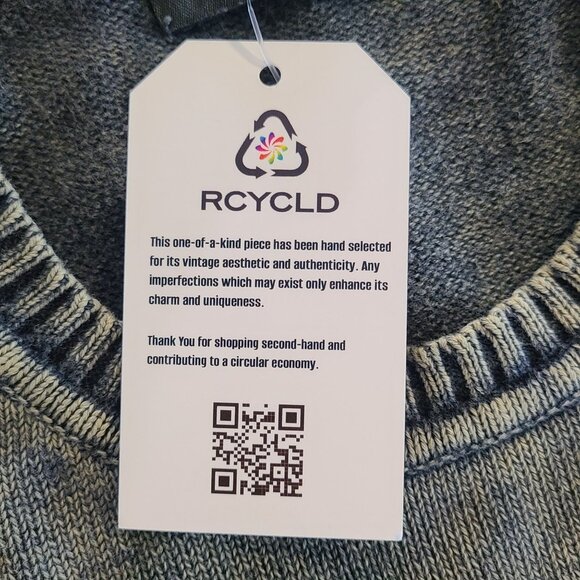 RCYCLD
This one-of-a-kind piece has been hand selected
for its vintage aesthetic and authenticity. Any
imperfections which may exist only enhance its
charm and uniqueness.
Thank You for shopping second-hand and
contributing to a circular economy.